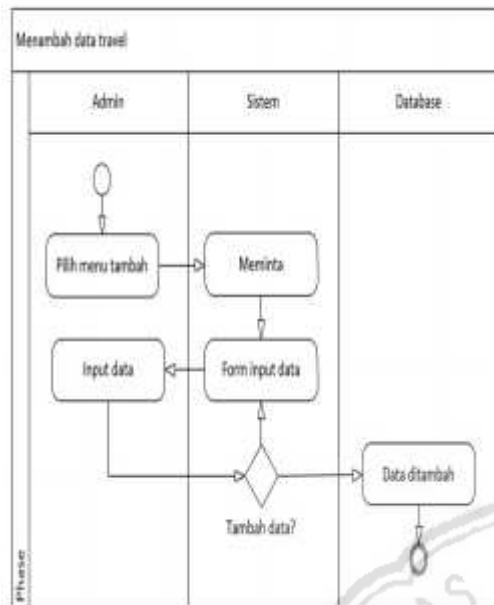 Menambah data travel
Admin
Sistem
Database
Pilih menu tambah
Meminta
Input data
Form input data
Data ditambah
Tambah data?
Phase